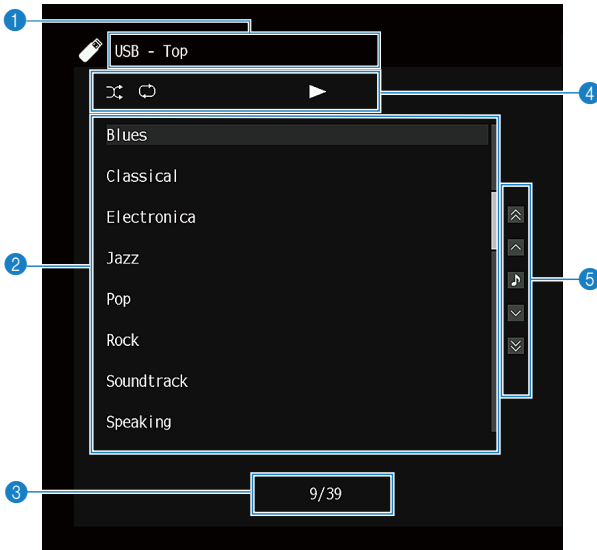 1
USB - Top
4
Blues
Classical
Electronica
Jazz
2
5
Pop
Rock
Soundtrack
Speaking
3
9/39